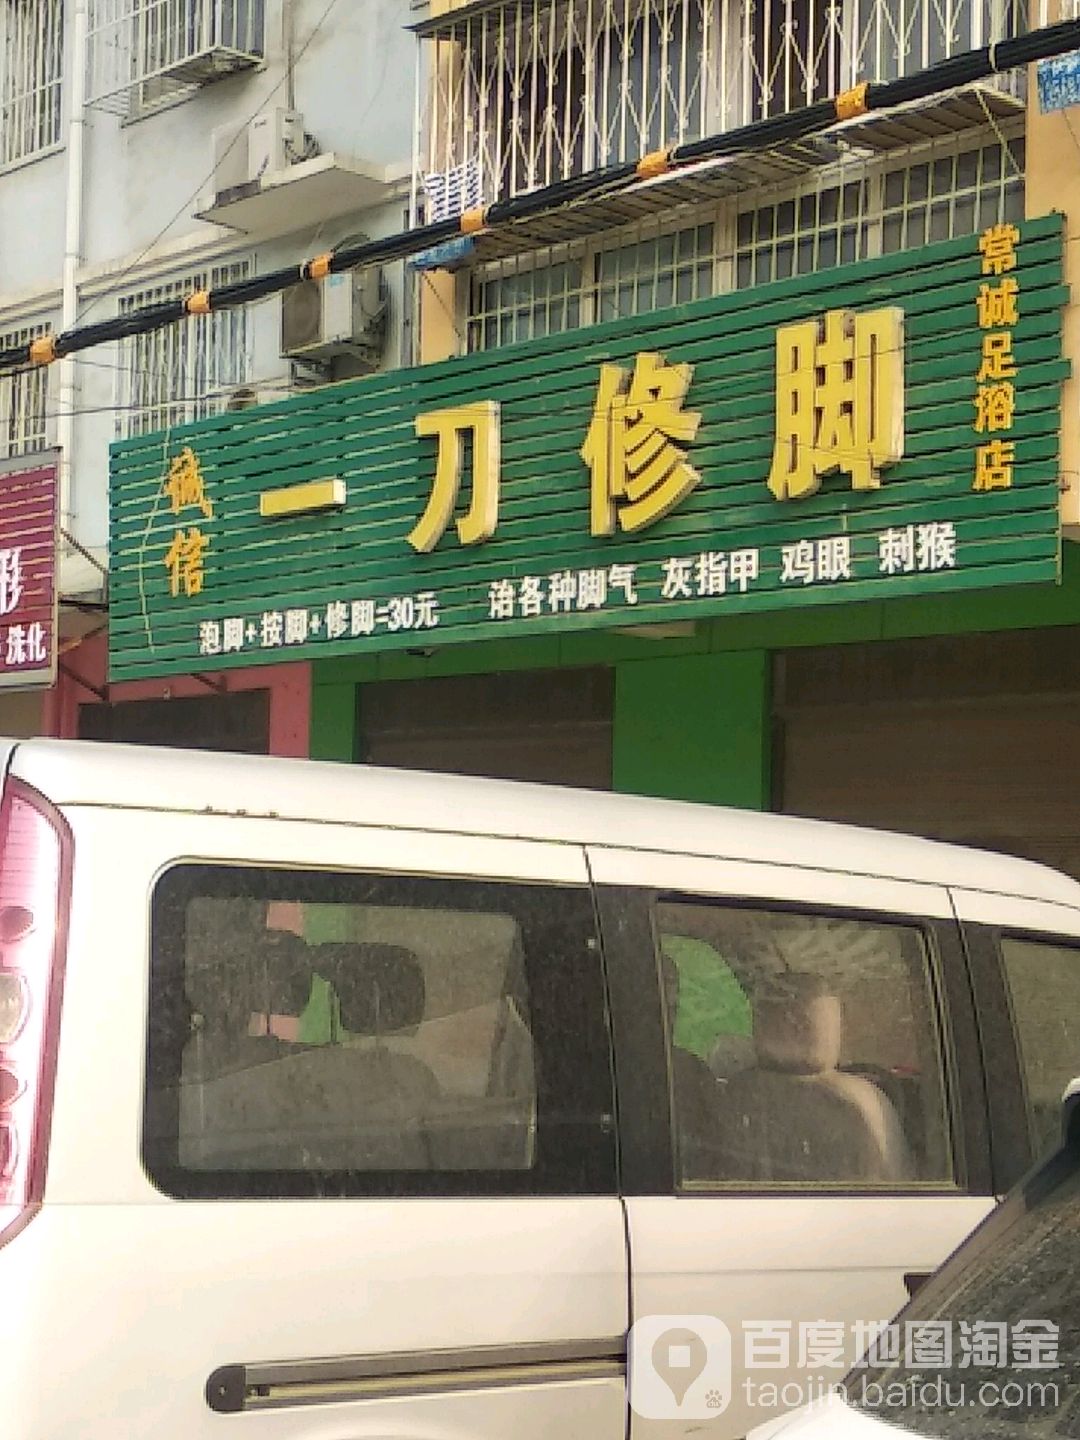 诚信
一刀修脚
常诚足浴店
泡脚+按脚+修脚=30元 治各种脚气 灰指甲 鸡眼 刺猴
洗化
百度地图淘金
taojin.baidu.com